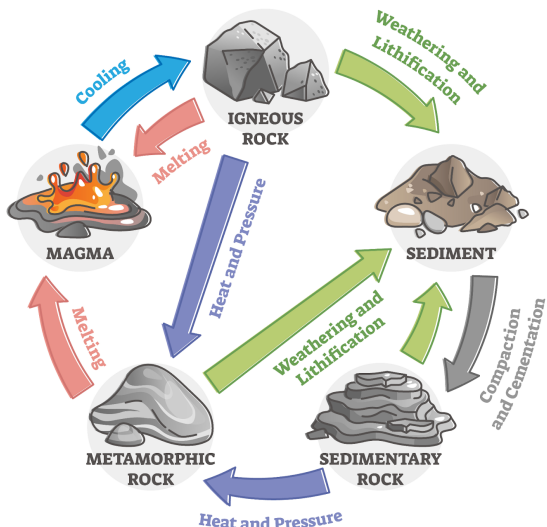 Cooling
Weathering and
Lithification
IGNEOUS
ROCK
Melting
MAGMA
Heat and Pressure
SEDIMENT
Melting
Weathering and
Lithification
Compaction
and Cementation
METAMORPHIC
ROCK
SEDIMENTARY
ROCK
Heat and Pressure